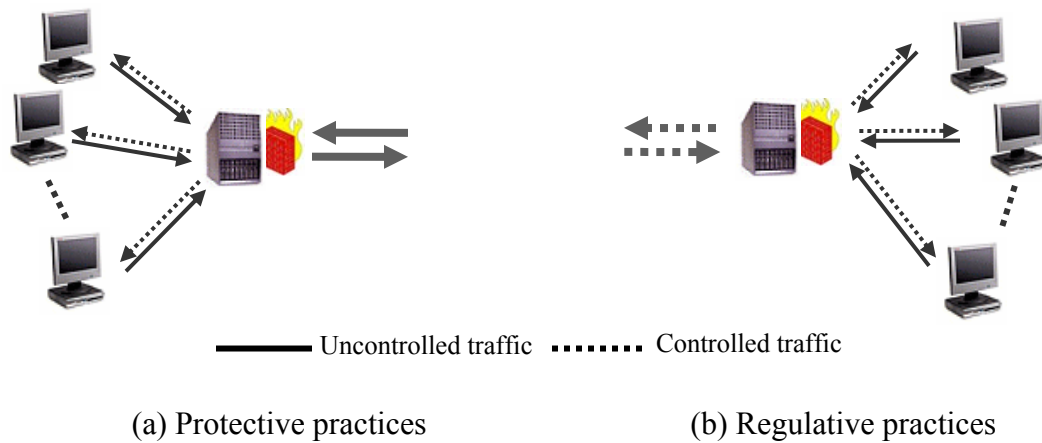 Uncontrolled traffic Controlled traffic
(a) Protective practices (b) Regulative practices